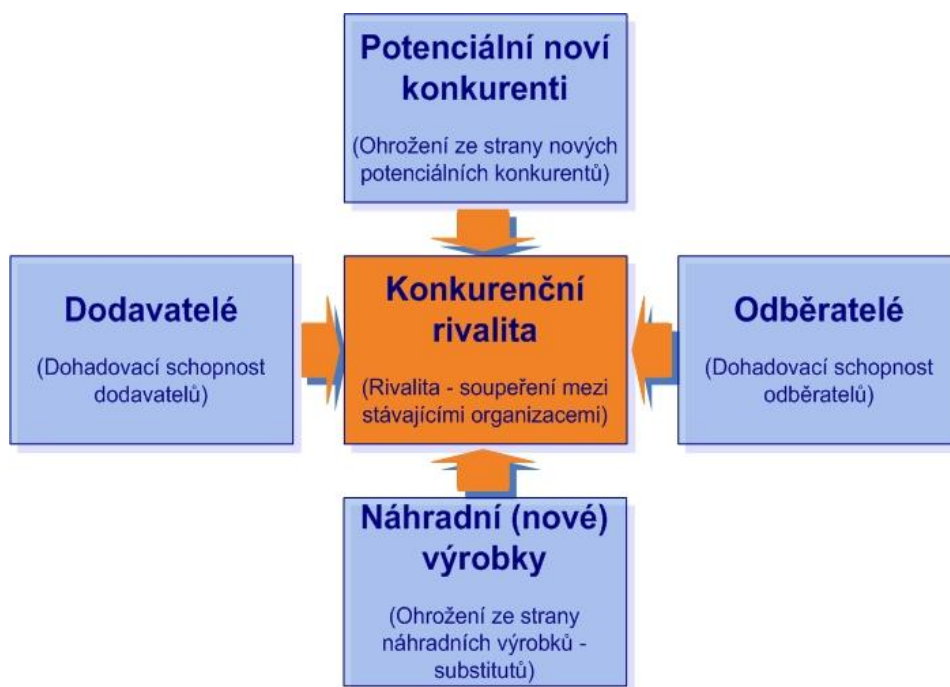 Potenciální noví
konkurenti
(Ohrožení ze strany nových
potenciálních konkurentů)
Dodavatelé
(Dohadovací schopnost
dodavatelů)
Konkurenční
rivalita
(Rivalita - soupeření mezi
stávajícími organizacemi)
Odběratelé
(Dohadovací schopnost
odběratelů)
Náhradní (nové)
výrobky
(Ohrožení ze strany
náhradních výrobků -
substitutů)